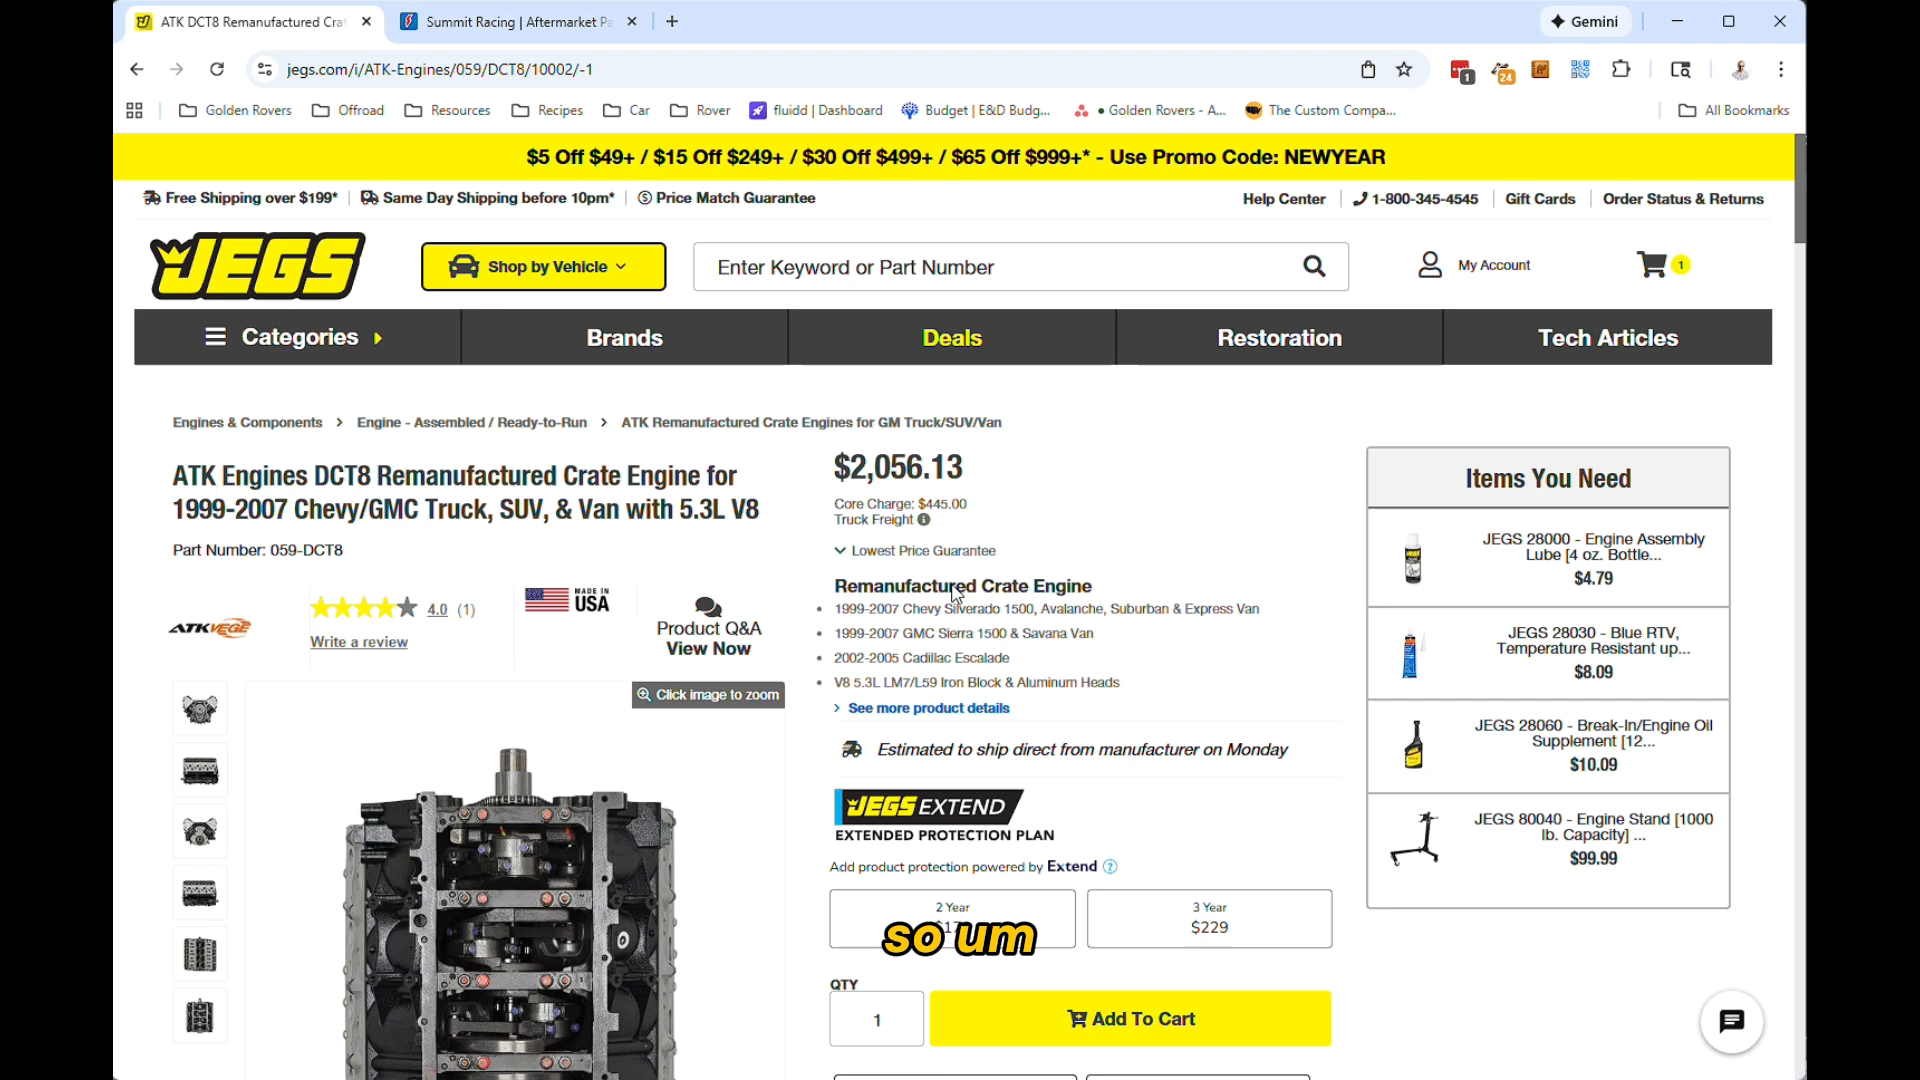 ATK DCT8 Remanufactured Crat
Summit Racing | Aftermarket Pa
Gemini
jegs.com/i/ATK-Engines/059/DCT8/10002/-1
1
24
Golden Rovers
Offroad
Resources
Recipes
Car
Rover
fluidd | Dashboard
Budget | E&D Budg...
• Golden Rovers - A...
The Custom Compa...
All Bookmarks
$5 Off $49+ / $15 Off $249+ / $30 Off $499+ / $65 Off $999+* - Use Promo Code: NEWYEAR
Free Shipping over $199*
Same Day Shipping before 10pm*
Price Match Guarantee
Help Center
1-800-345-4545
Gift Cards
Order Status & Returns
JEGS
Shop by Vehicle
Enter Keyword or Part Number
My Account
1
Categories
Brands
Deals
Restoration
Tech Articles
Engines & Components > Engine - Assembled / Ready-to-Run > ATK Remanufactured Crate Engines for GM Truck/SUV/Van
ATK Engines DCT8 Remanufactured Crate Engine for
1999-2007 Chevy/GMC Truck, SUV, & Van with 5.3L V8
Part Number: 059-DCT8
ATKVEGE
4.0 (1)
Write a review
MADE IN
USA
Product Q&A
View Now
Click image to zoom
$2,056.13
Core Charge: $445.00
Truck Freight
Lowest Price Guarantee
Remanufactured Crate Engine
• 1999-2007 Chevy Silverado 1500, Avalanche, Suburban & Express Van
• 1999-2007 GMC Sierra 1500 & Savana Van
• 2002-2005 Cadillac Escalade
• V8 5.3L LM7/L59 Iron Block & Aluminum Heads
See more product details
Estimated to ship direct from manufacturer on Monday
JEGS EXTEND
EXTENDED PROTECTION PLAN
Add product protection powered by Extend ?
2 Year
3 Year
$229
so um
QTY
1
Add To Cart
Items You Need
JEGS 28000 - Engine Assembly
Lube [4 oz. Bottle...
$4.79
JEGS 28030 - Blue RTV,
Temperature Resistant up...
$8.09
JEGS 28060 - Break-In/Engine Oil
Supplement [12...
$10.09
JEGS 80040 - Engine Stand [1000
lb. Capacity] ...
$99.99